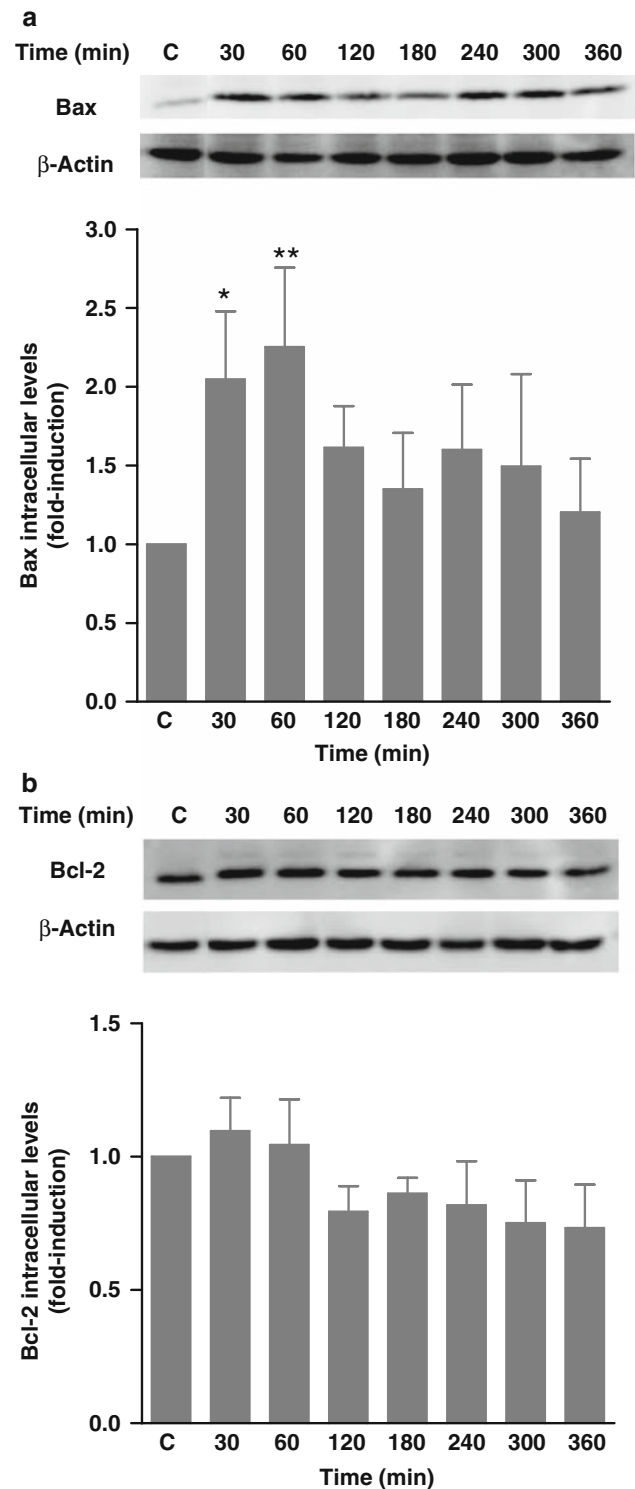 a
Time (min) C 30 60 120 180 240 300 360
Bax
β-Actin
3.0
2.5
2.0
1.5
1.0
0.5
0.0
Bax intracellular levels
(fold-induction)
*
**
C 30 60 120 180 240 300 360
Time (min)
b
Time (min) C 30 60 120 180 240 300 360
Bcl-2
β-Actin
1.5
1.0
0.5
0.0
Bcl-2 intracellular levels
(fold-induction)
C 30 60 120 180 240 300 360
Time (min)